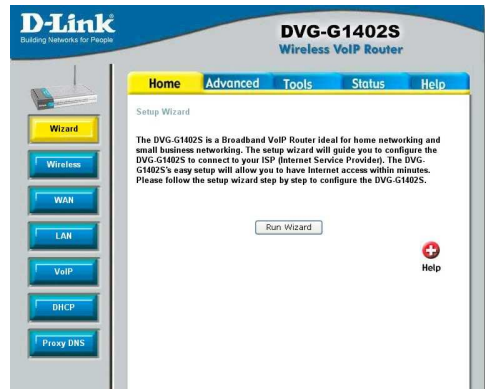 D-Link
Building Networks for People
DVG-G1402S
Wireless VoIP Router
Home
Advanced
Tools
Status
Help
Wizard
Wireless
WAN
LAN
VoIP
DHCP
Proxy DNS
Setup Wizard
The DVG-G1402S is a Broadband VoIP Router ideal for home networking and
small business networking. The setup wizard will guide you to configure the
DVG-G1402S to connect to your ISP (Internet Service Provider). The DVG-
G1402S's easy setup will allow you to have Internet access within minutes.
Please follow the setup wizard step by step to configure the DVG-G1402S.
Run Wizard
Help